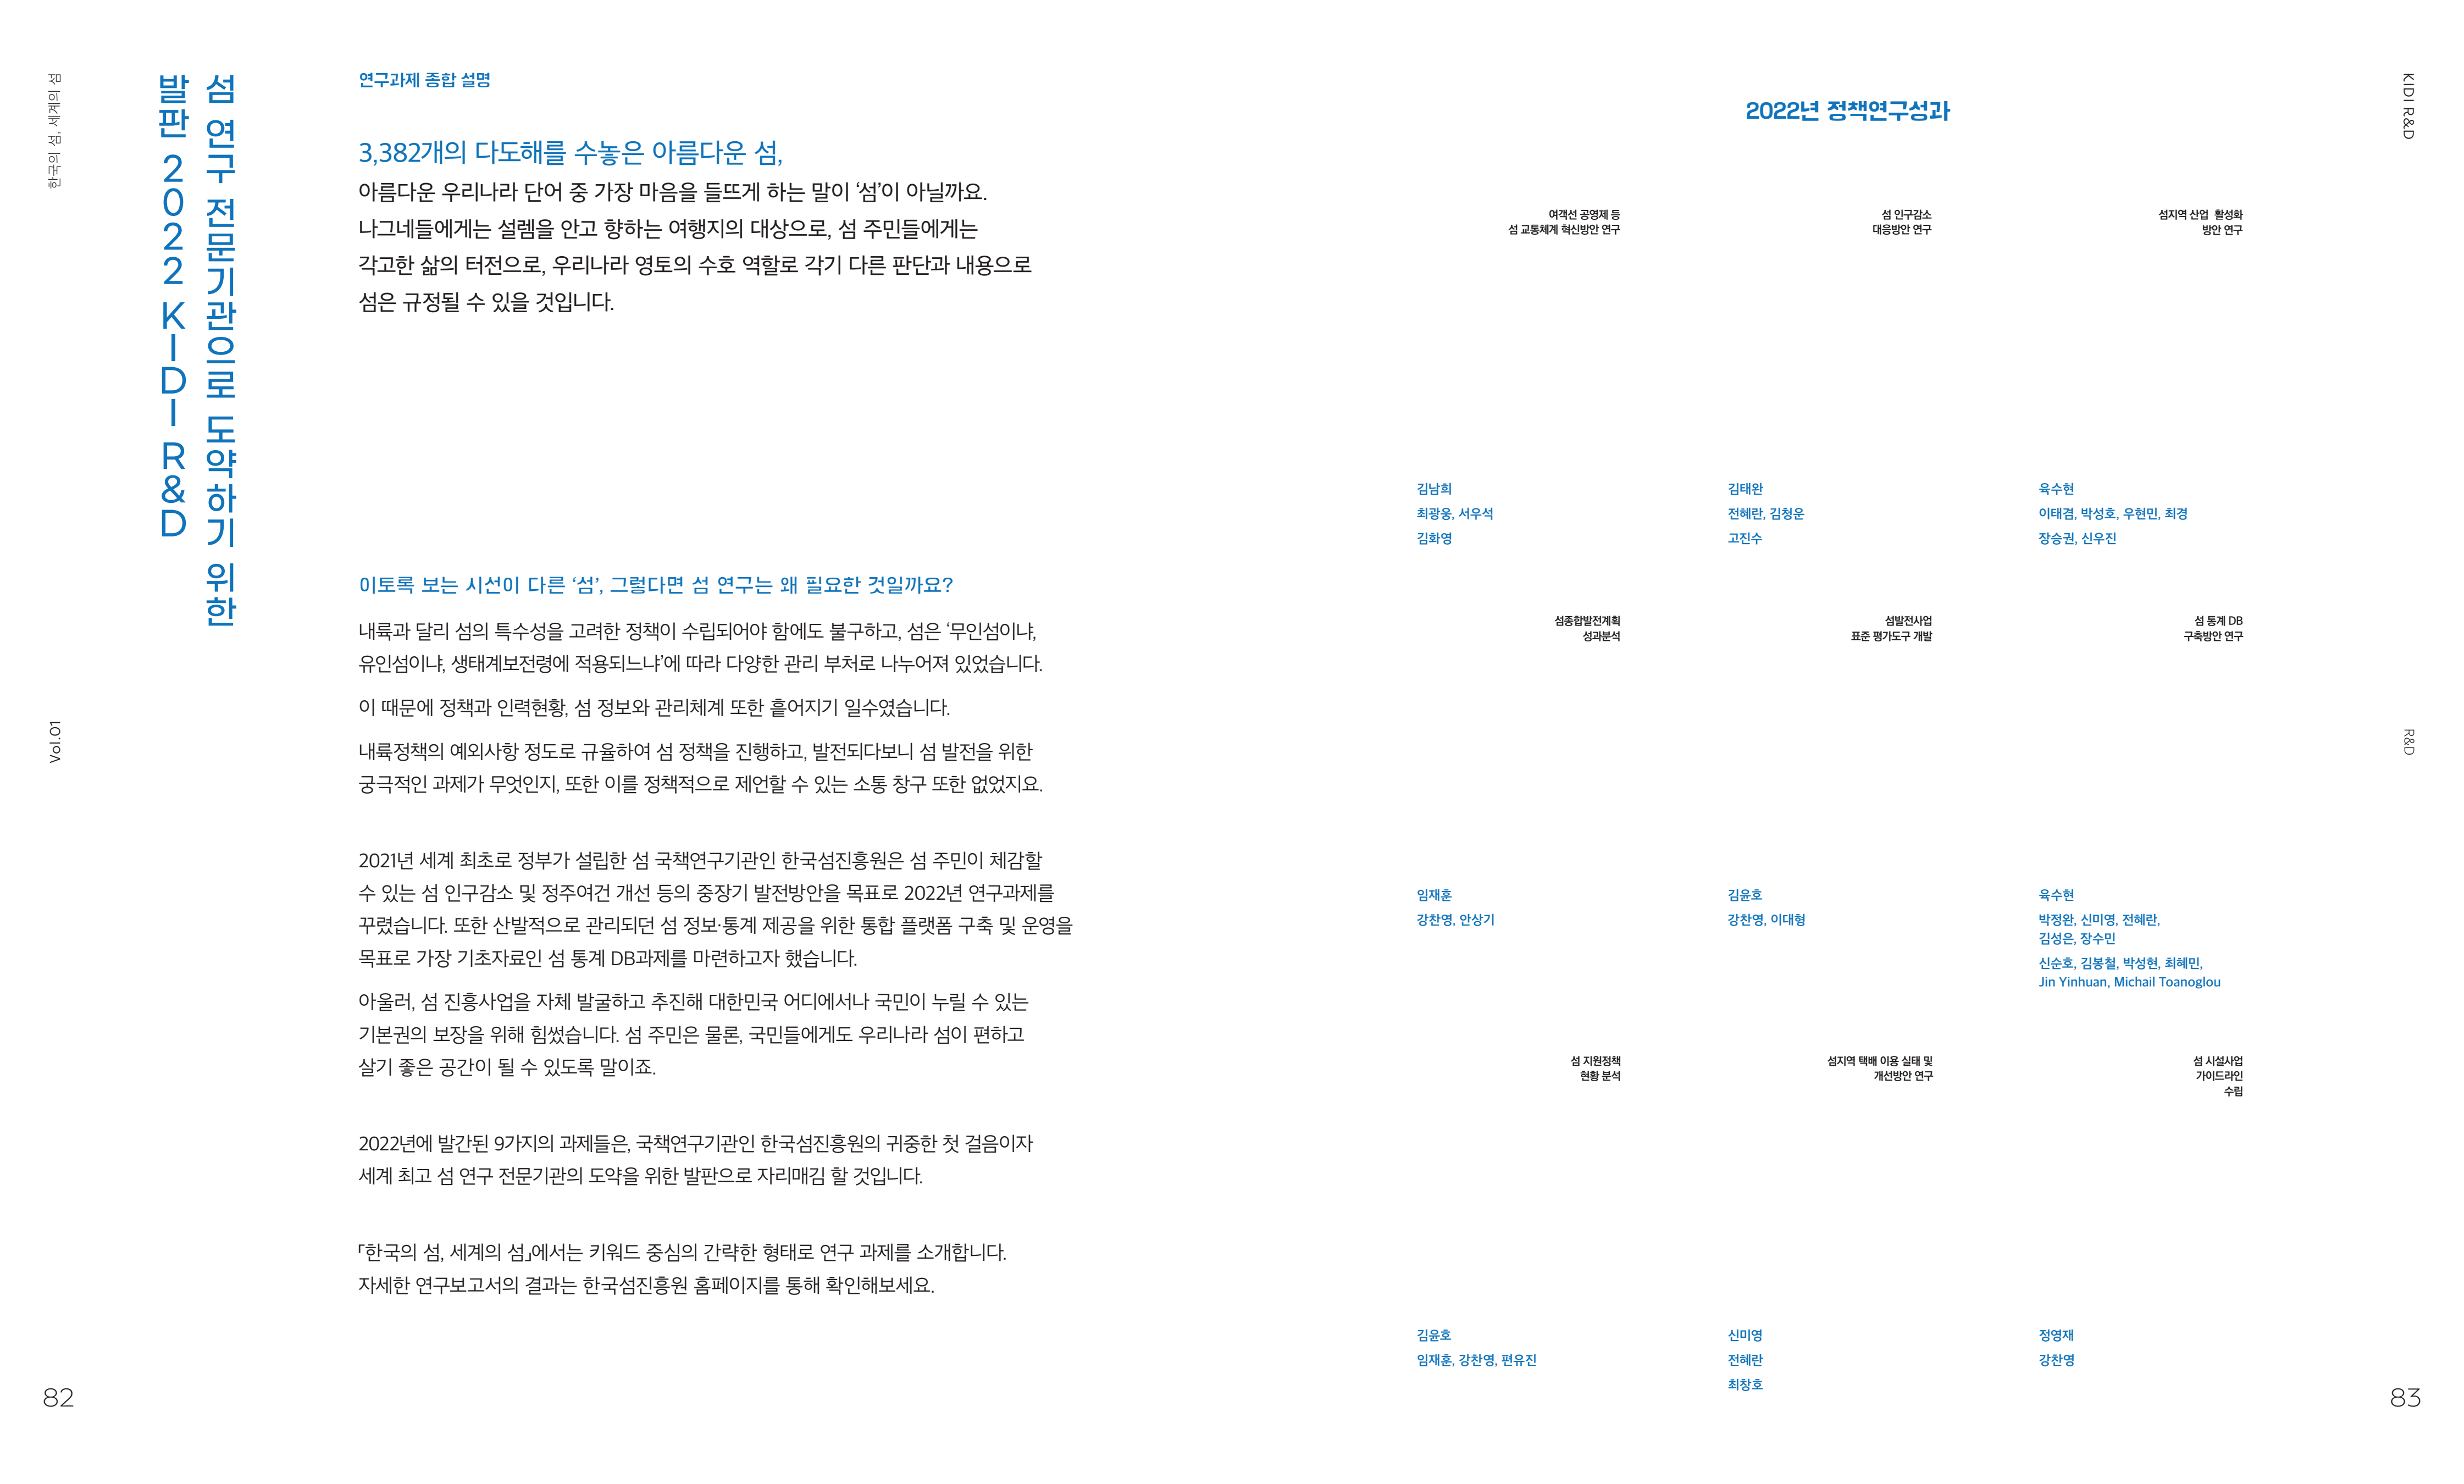 한국의 섬, 세계의 섬
Vol.01
82
섬 연구 전문기관으로 도약하기 위한
발판 2022 KIDI R&D
연구과제 종합 설명
3,382개의 다도해를 수놓은 아름다운 섬,
아름다운 우리나라 단어 중 가장 마음을 들뜨게 하는 말이 ‘섬’이 아닐까요.
나그네들에게는 설렘을 안고 향하는 여행지의 대상으로, 섬 주민들에게는
각고한 삶의 터전으로, 우리나라 영토의 수호 역할로 각기 다른 판단과 내용으로
섬은 규정될 수 있을 것입니다.
이토록 보는 시선이 다른 ‘섬’, 그렇다면 섬 연구는 왜 필요한 것일까요?
내륙과 달리 섬의 특수성을 고려한 정책이 수립되어야 함에도 불구하고, 섬은 ‘무인섬이냐,
유인섬이냐, 생태계보전령에 적용되느냐’에 따라 다양한 관리 부처로 나누어져 있었습니다.
이 때문에 정책과 인력현황, 섬 정보와 관리체계 또한 흩어지기 일수였습니다.
내륙정책의 예외사항 정도로 규율하여 섬 정책을 진행하고, 발전되다보니 섬 발전을 위한
궁극적인 과제가 무엇인지, 또한 이를 정책적으로 제언할 수 있는 소통 창구 또한 없었지요.
2021년 세계 최초로 정부가 설립한 섬 국책연구기관인 한국섬진흥원은 섬 주민이 체감할
수 있는 섬 인구감소 및 정주여건 개선 등의 중장기 발전방안을 목표로 2022년 연구과제를
꾸렸습니다. 또한 산발적으로 관리되던 섬 정보·통계 제공을 위한 통합 플랫폼 구축 및 운영을
목표로 가장 기초자료인 섬 통계 DB과제를 마련하고자 했습니다.
아울러, 섬 진흥사업을 자체 발굴하고 추진해 대한민국 어디에서나 국민이 누릴 수 있는
기본권의 보장을 위해 힘썼습니다. 섬 주민은 물론, 국민들에게도 우리나라 섬이 편하고
살기 좋은 공간이 될 수 있도록 말이죠.
2022년에 발간된 9가지의 과제들은, 국책연구기관인 한국섬진흥원의 귀중한 첫 걸음이자
세계 최고 섬 연구 전문기관의 도약을 위한 발판으로 자리매김 할 것입니다.
「한국의 섬, 세계의 섬」에서는 키워드 중심의 간략한 형태로 연구 과제를 소개합니다.
자세한 연구보고서의 결과는 한국섬진흥원 홈페이지를 통해 확인해보세요.
2022년 정책연구성과
여객선 공영제 등
섬 교통체계 혁신방안 연구
김남희
최광웅, 서우석
김화영
섬 인구감소
대응방안 연구
김태완
전혜란, 김청운
고진수
섬지역 산업 활성화
방안 연구
육수현
이태겸, 박성호, 우현민, 최경
장승권, 신우진
섬종합발전계획
성과분석
임재훈
강찬영, 안상기
섬발전사업
표준 평가도구 개발
김윤호
강찬영, 이대형
섬 통계 DB
구축방안 연구
육수현
박정완, 신미영, 전혜란,
김성은, 장수민
신순호, 김봉철, 박성현, 최혜민,
Jin Yinhuan, Michail Toanoglou
섬 지원정책
현황 분석
김윤호
임재훈, 강찬영, 편유진
섬지역 택배 이용 실태 및
개선방안 연구
신미영
전혜란
최창호
섬 시설사업
가이드라인
수립
정영재
강찬영
KIDI R&D
R&D
83